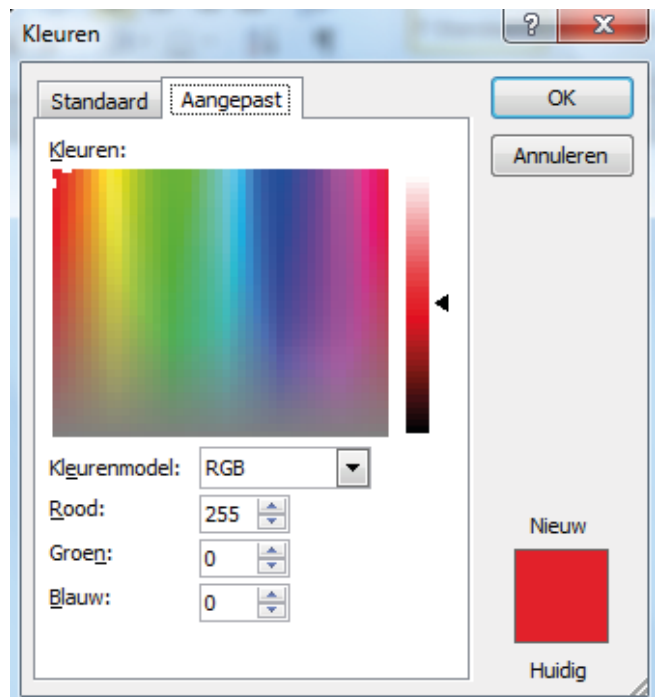 Kleuren
Standaard Aangepast
OK
Annuleren
Kleuren:
Kleurenmodel: RGB
Rood: 255
Groen: 0
Blauw: 0
Nieuw
Huidig